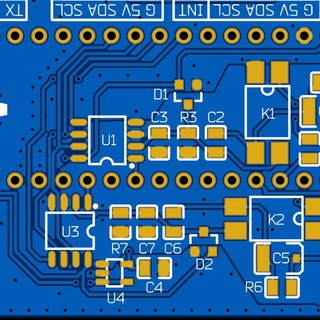 TX
G 5V SDA SCL
INT
G 5V SDA SCL
D1
K1
C3 R3 C2
U1
U3
K2
R7 C7 C6
D2
C5
U4
C4
R6